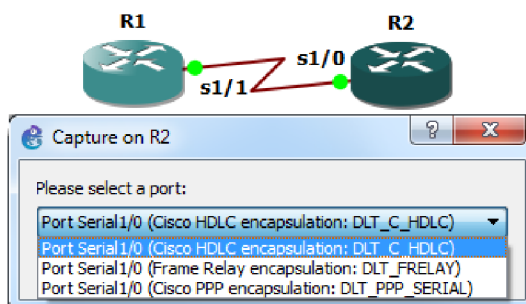 R1
R2
s1/0
s1/1
Capture on R2
Please select a port:
Port Serial1/0 (Cisco HDLC encapsulation: DLT_C_HDLC)
Port Serial1/0 (Cisco HDLC encapsulation: DLT_C_HDLC)
Port Serial1/0 (Frame Relay encapsulation: DLT_FRELAY)
Port Serial1/0 (Cisco PPP encapsulation: DLT_PPP_SERIAL)